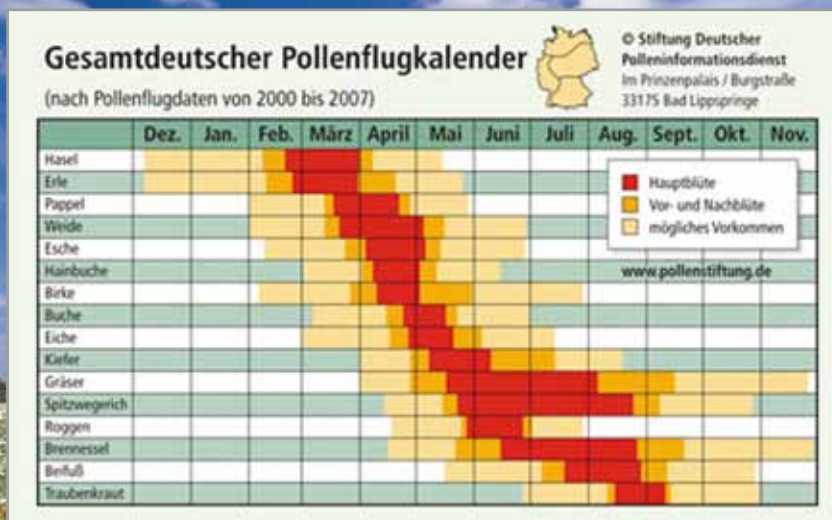 Gesamtdeutscher Pollenflugkalender
(nach Pollenflugdaten von 2000 bis 2007)
© Stiftung Deutscher
Polleninformationsdienst
Im Prinzenpalais / Burgstraße
33175 Bad Lippspringe
Dez. Jan. Feb. März April Mai Juni Juli Aug. Sept. Okt. Nov.
Hasel
Erle
Pappel
Weide
Esche
Hainbuche
Birke
Buche
Eiche
Kiefer
Gräser
Spitzwegerich
Roggen
Brennessel
Beifuß
Traubenkraut
Hauptblüte
Vor- und Nachblüte
mögliches Vorkommen
www.pollenstiftung.de